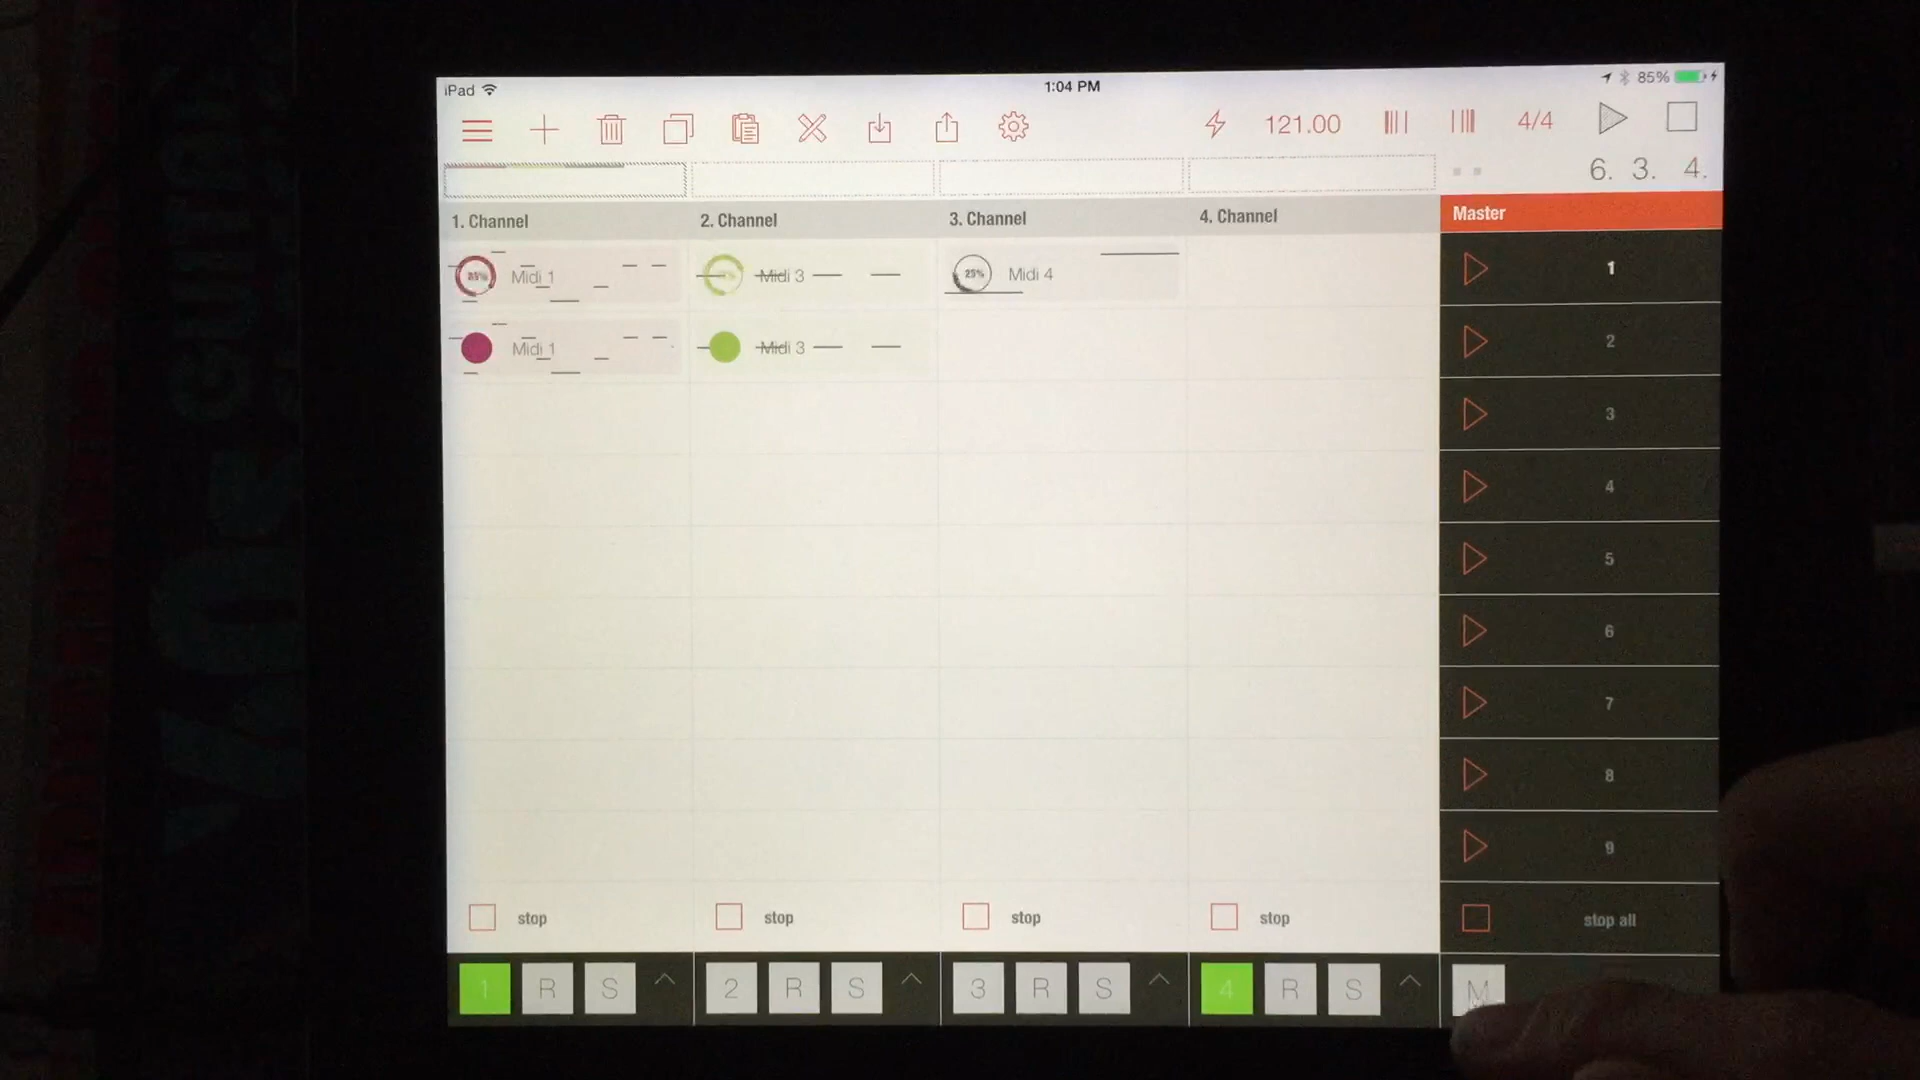 iPad
1:04 PM
85%
121.00
4/4
6. 3. 4.
1. Channel
2. Channel
3. Channel
4. Channel
Master
Midi 1
Midi 3
25% Midi 4
1
Midi 1
Midi 3
2
3
4
5
6
7
8
9
stop
stop
stop
stop
stop all
1 R S
2 R S
3 R S
4 R S
M